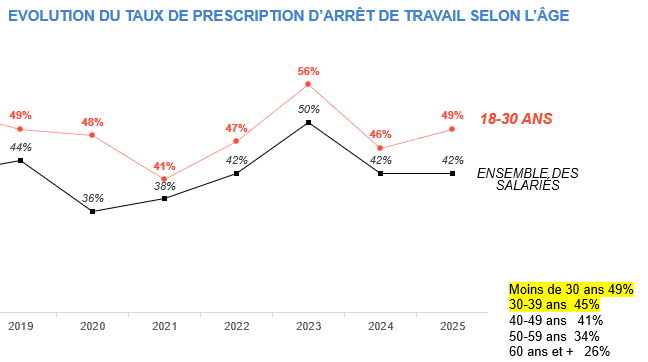 EVOLUTION DU TAUX DE PRESCRIPTION D'ARRÊT DE TRAVAIL SELON L'ÂGE
56%
49%
48%
47%
46%
49%
18-30 ANS
41%
50%
44%
36%
38%
42%
42%
42%
ENSEMBLE DES
SALARIÉS
2019
2020
2021
2022
2023
2024
2025
Moins de 30 ans 49%
30-39 ans 45%
40-49 ans 41%
50-59 ans 34%
60 ans et + 26%